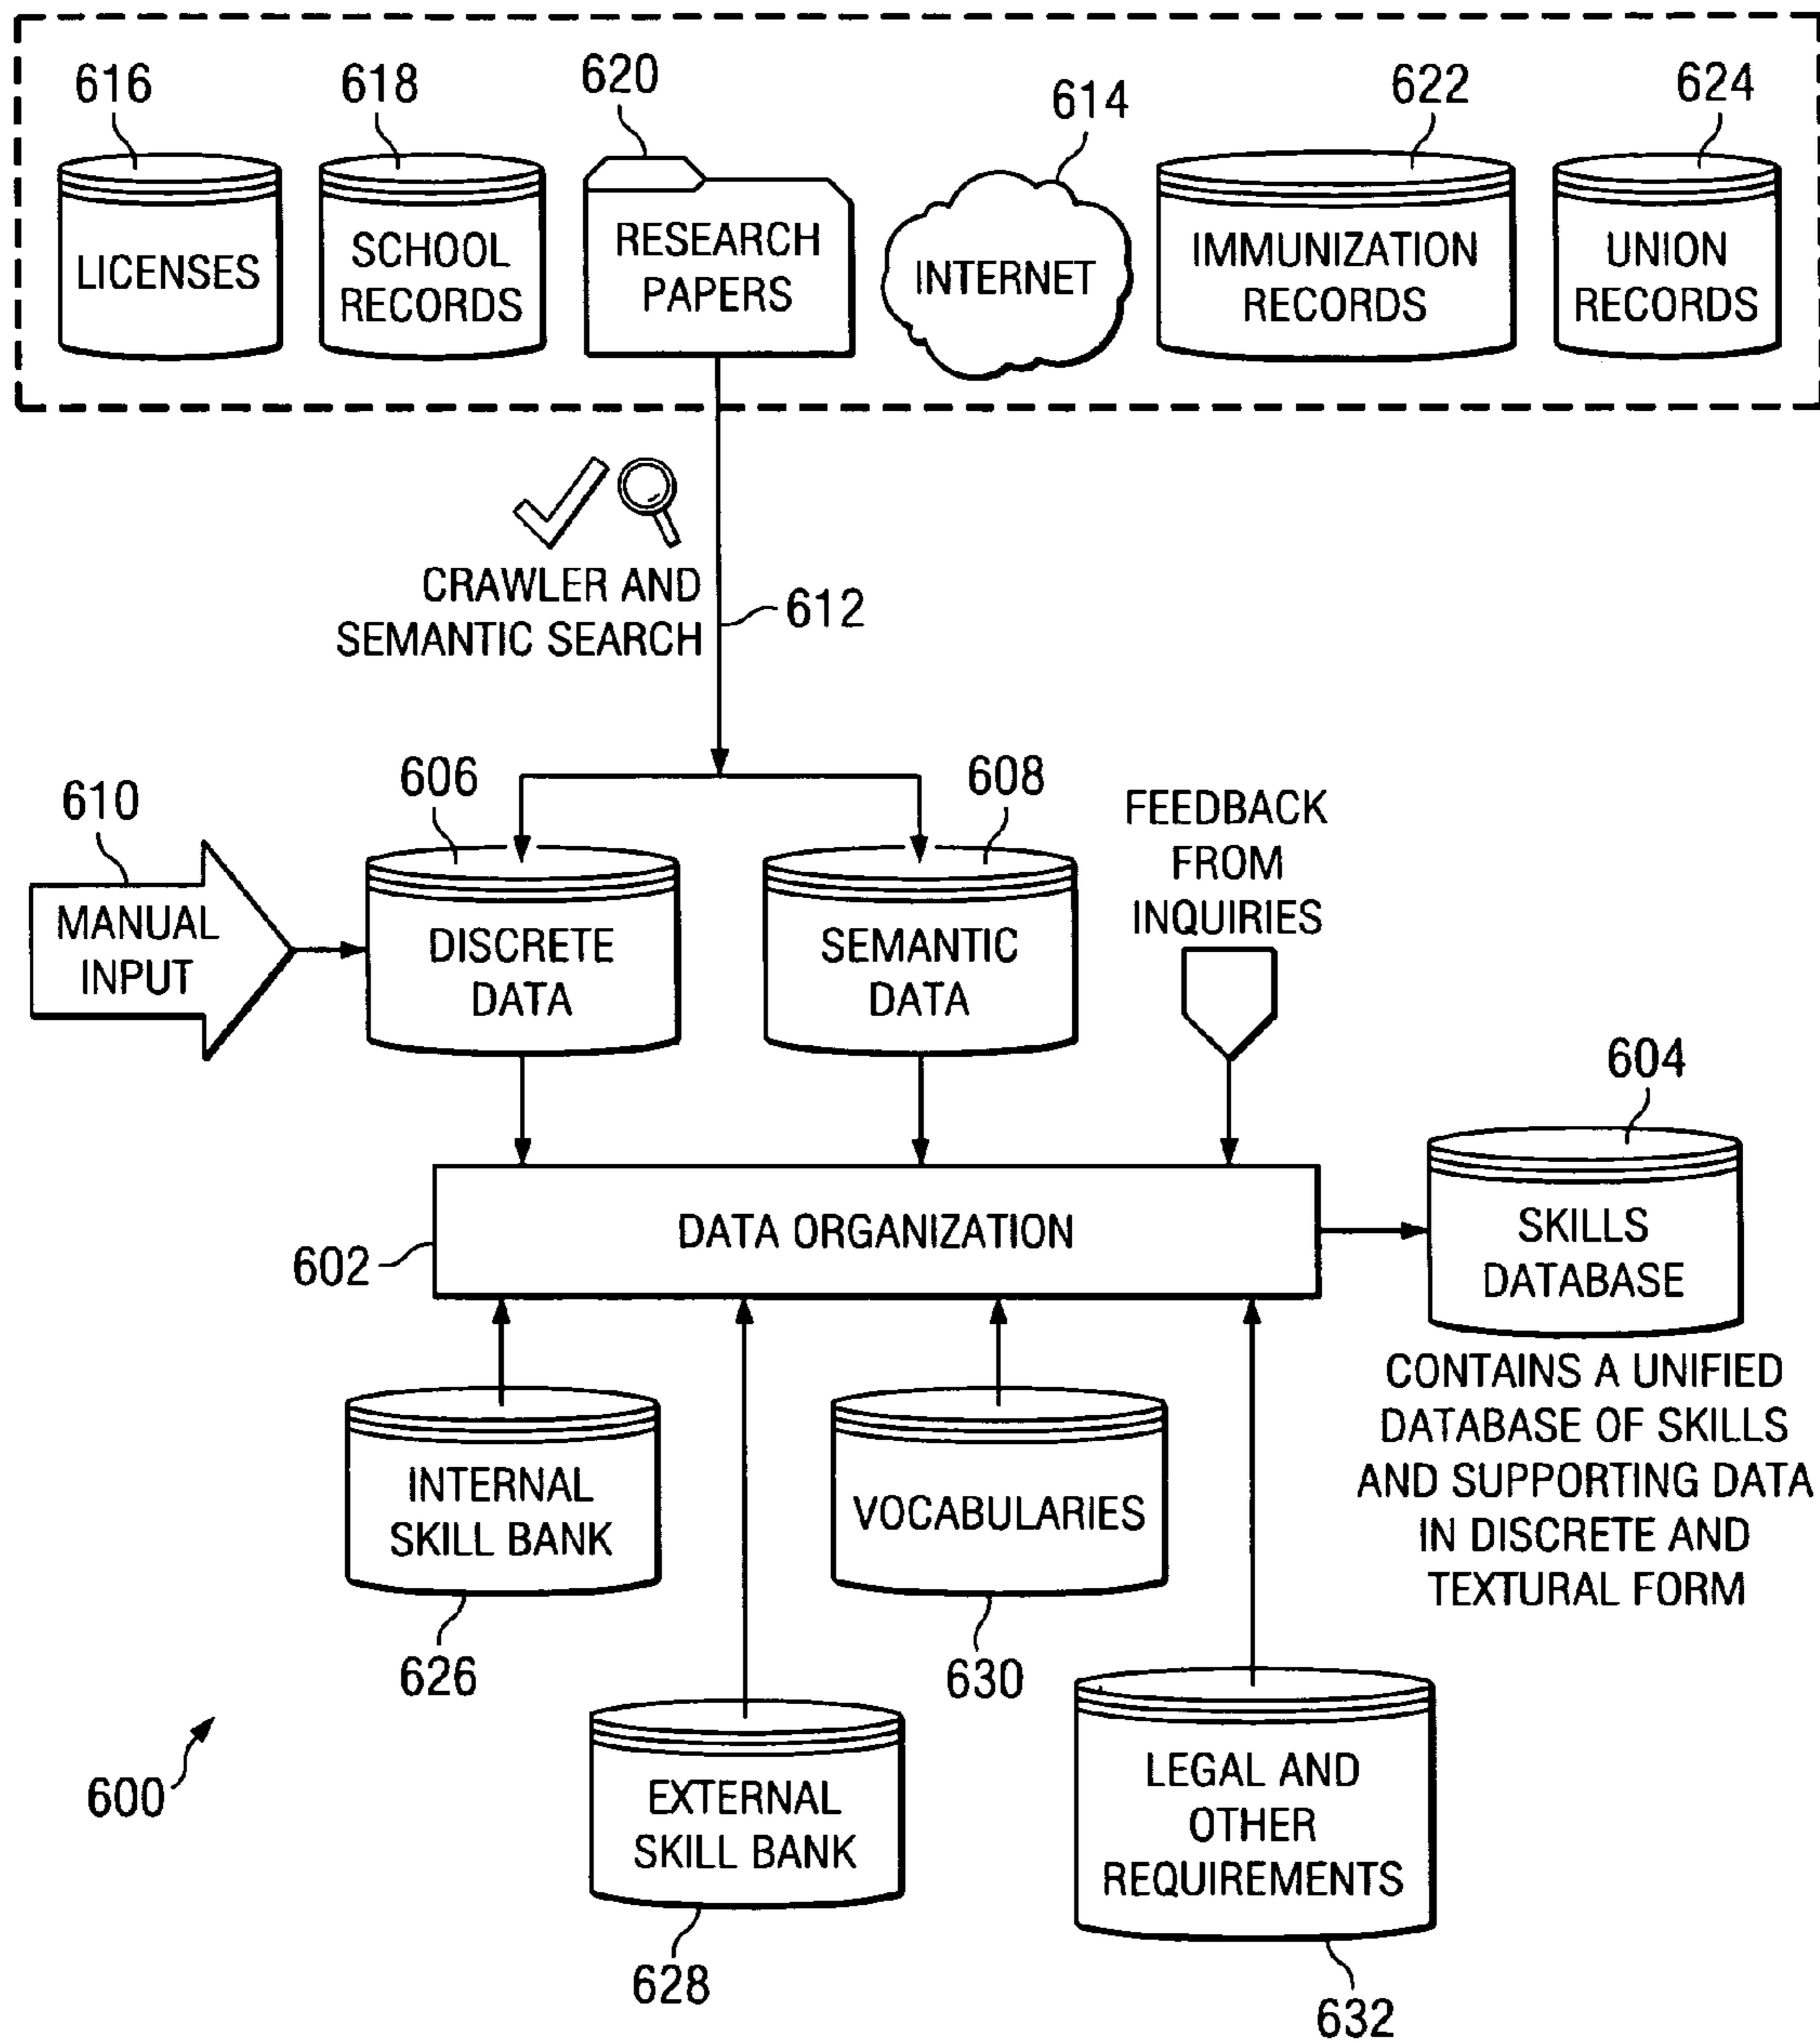 616
618
620
614
622
624
LICENSES
SCHOOL
RECORDS
RESEARCH
PAPERS
INTERNET
IMMUNIZATION
RECORDS
UNION
RECORDS
CRAWLER AND
SEMANTIC SEARCH
612
610
MANUAL
INPUT
606
DISCRETE
DATA
608
SEMANTIC
DATA
FEEDBACK
FROM
INQUIRIES
602
DATA ORGANIZATION
604
SKILLS
DATABASE
CONTAINS A UNIFIED
DATABASE OF SKILLS
AND SUPPORTING DATA
IN DISCRETE AND
TEXTURAL FORM
INTERNAL
SKILL BANK
626
VOCABULARIES
630
600
EXTERNAL
SKILL BANK
628
LEGAL AND
OTHER
REQUIREMENTS
632